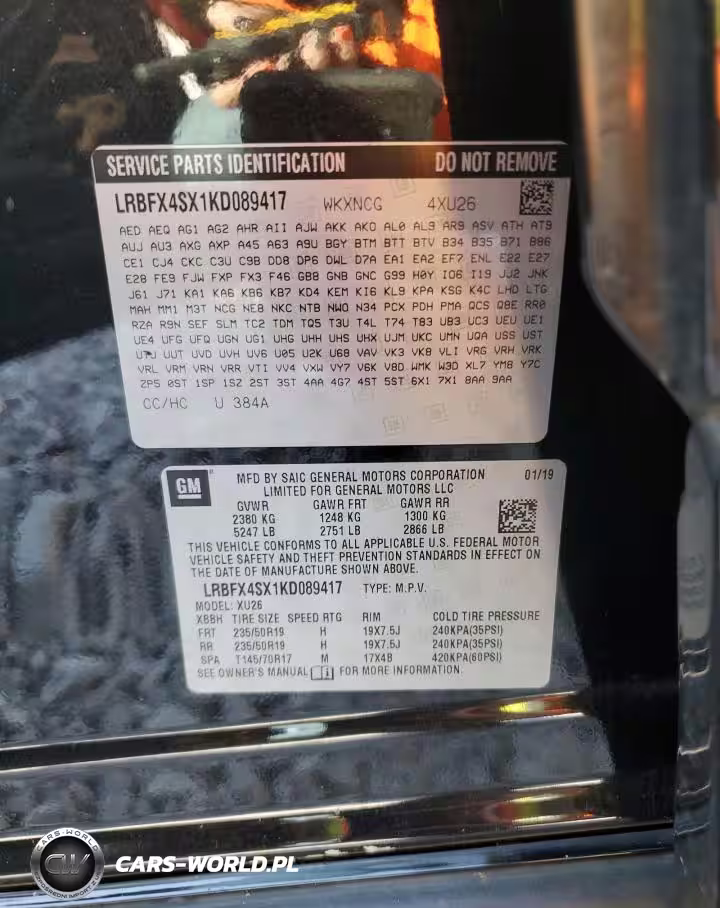 SERVICE PARTS IDENTIFICATION DO NOT REMOVE
LRBFX4SX1KD089417 WKXNCG 4XU26
AED AEQ AG1 AG2 AHR AII AJW AKK AKO AL0 AL9 AR9 ASV ATH AT9
AUJ AU3 AXG AXP A45 A63 A9U BGY BTM BTT BTV B34 B35 B71 B86
CE1 CJ4 CKC C3U C9B DD8 DP6 DWL D7A EA1 EA2 EF7 ENL E22 E27
E28 FE9 FJW FXP FX3 F46 GB8 GNB GNC G99 H0Y IO6 I19 JJ2 JNK
J61 J71 KA1 KA6 KB6 KB7 KD4 KEM KI6 KL9 KPA KSG K4C LHD LTG
MAH MM1 M3T NCG NE8 NKC NTB NWO N34 PCX PDH PMA QCS Q8E RR0
RZA R9N SEF SLM TC2 TDM TQ5 T3U T4L T74 T83 UB3 UC3 UEU UE1
UE4 UFG UFQ UGN UG1 UHG UHH UHS UHX UJM UKC UMN UQA USS UST
UTJ UUT UVD UVH UV6 U05 U2K U68 VAV VK3 VK8 VLI VRG VRH VRK
VRL VRM VRN VRR VTI VV4 VXW VY7 V6K V8D WMK W3D XL7 YM8 Y7C
ZP5 0ST 1SP 1SZ 2ST 3ST 4AA 4G7 4ST 5ST 6X1 7X1 8AA 9AA
CC/HC U 384A
GM ® MFD BY SAIC GENERAL MOTORS CORPORATION 01/19
LIMITED FOR GENERAL MOTORS LLC
GVWR GAWR FRT GAWR RR
2380 KG 1248 KG 1300 KG
5247 LB 2751 LB 2866 LB
THIS VEHICLE CONFORMS TO ALL APPLICABLE U.S. FEDERAL MOTOR
VEHICLE SAFETY AND THEFT PREVENTION STANDARDS IN EFFECT ON
THE DATE OF MANUFACTURE SHOWN ABOVE.
LRBFX4SX1KD089417 TYPE: M.P.V.
MODEL: XU26
XBBH TIRE SIZE SPEED RTG RIM COLD TIRE PRESSURE
FRT 235/50R19 H 19X7.5J 240KPA(35PSI)
RR 235/50R19 H 19X7.5J 240KPA(35PSI)
SPA T145/70R17 M 17X4B 420KPA(60PSI)
SEE OWNER'S MANUAL FOR MORE INFORMATION.
CARS-WORLD
CW
CARS-WORLD.PL